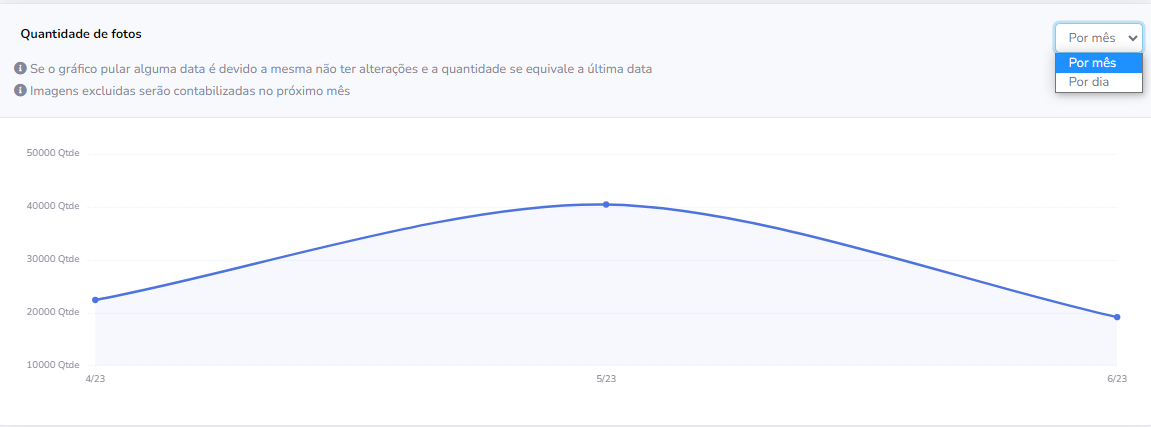 Quantidade de fotos
Por mês
Por mês
Por dia
Se o gráfico pular alguma data é devido a mesma não ter alterações e a quantidade se equivale a última data
Imagens excluidas serão contabilizadas no próximo mês
50000 Qtde
40000 Qtde
30000 Qtde
20000 Qtde
10000 Qtde
4/23
5/23
6/23